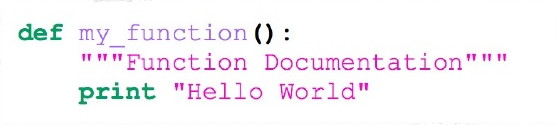 def my_function():
"""Function Documentation"""
print "Hello World"